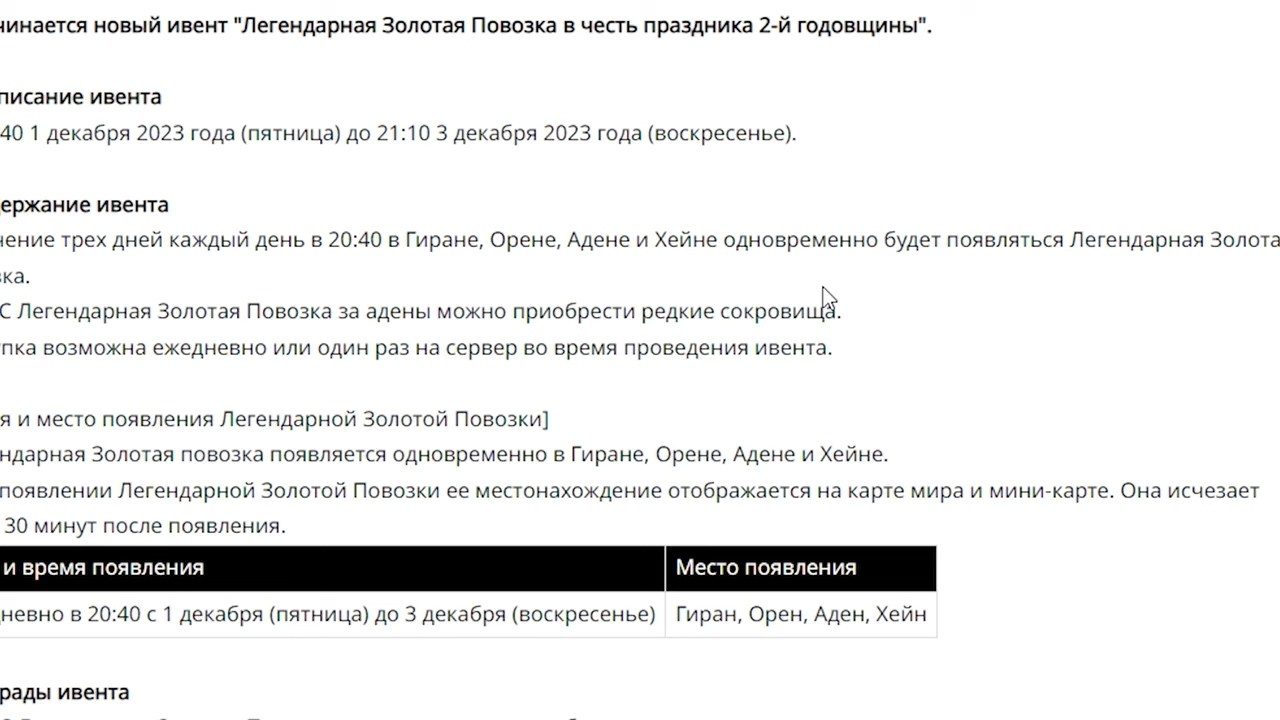 чинается новый ивент "Легендарная Золотая Повозка в честь праздника 2-й годовщины".
писание ивента
40 1 декабря 2023 года (пятница) до 21:10 3 декабря 2023 года (воскресенье).
держание ивента
чение трех дней каждый день в 20:40 в Гиране, Орене, Адене и Хейне одновременно будет появляться Легендарная Золота
вка.
С Легендарная Золотая Повозка за адены можно приобрести редкие сокровища.
пка возможна ежедневно или один раз на сервер во время проведения ивента.
я и место появления Легендарной Золотой Повозки]
ндарная Золотая повозка появляется одновременно в Гиране, Орене, Адене и Хейне.
появлении Легендарной Золотой Повозки ее местонахождение отображается на карте мира и мини-карте. Она исчезает
30 минут после появления.
и время появления Место появления
невно в 20:40 с 1 декабря (пятница) до 3 декабря (воскресенье) Гиран, Орен, Аден, Хейн
рады ивента